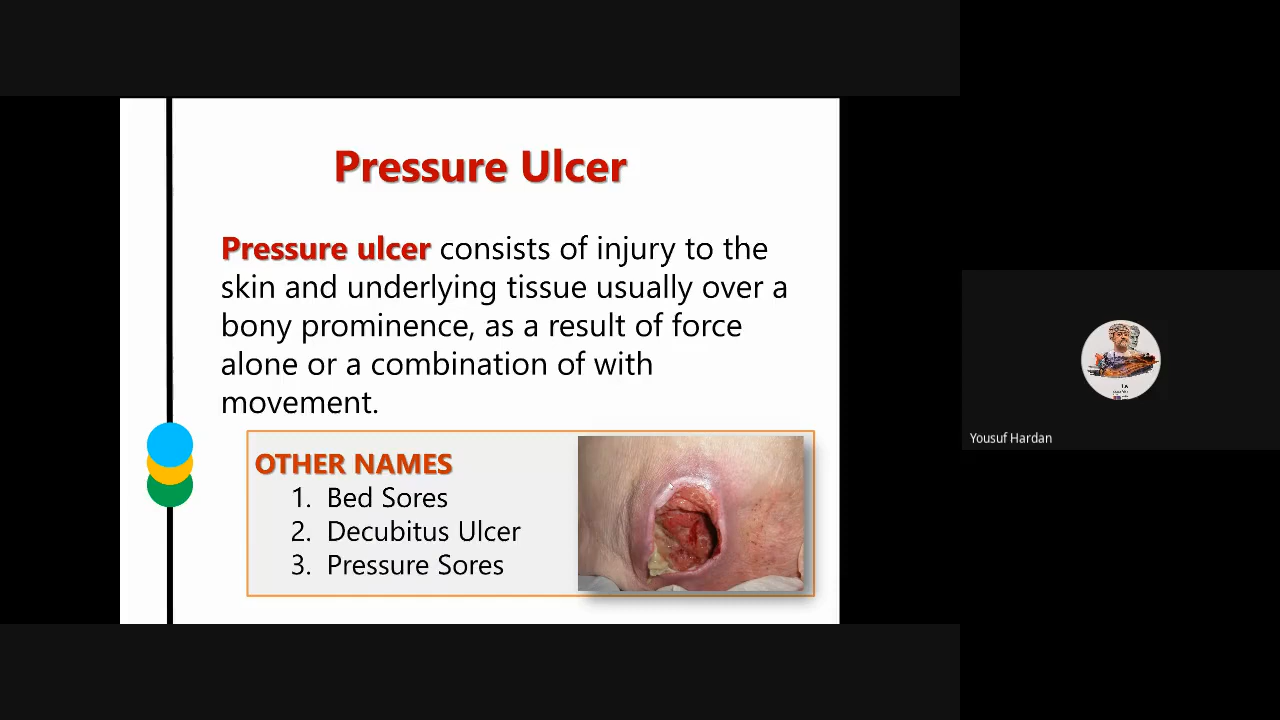 Pressure Ulcer
Pressure ulcer consists of injury to the
skin and underlying tissue usually over a
bony prominence, as a result of force
alone or a combination of with
movement.
OTHER NAMES
1. Bed Sores
2. Decubitus Ulcer
3. Pressure Sores
Yousuf Hardan